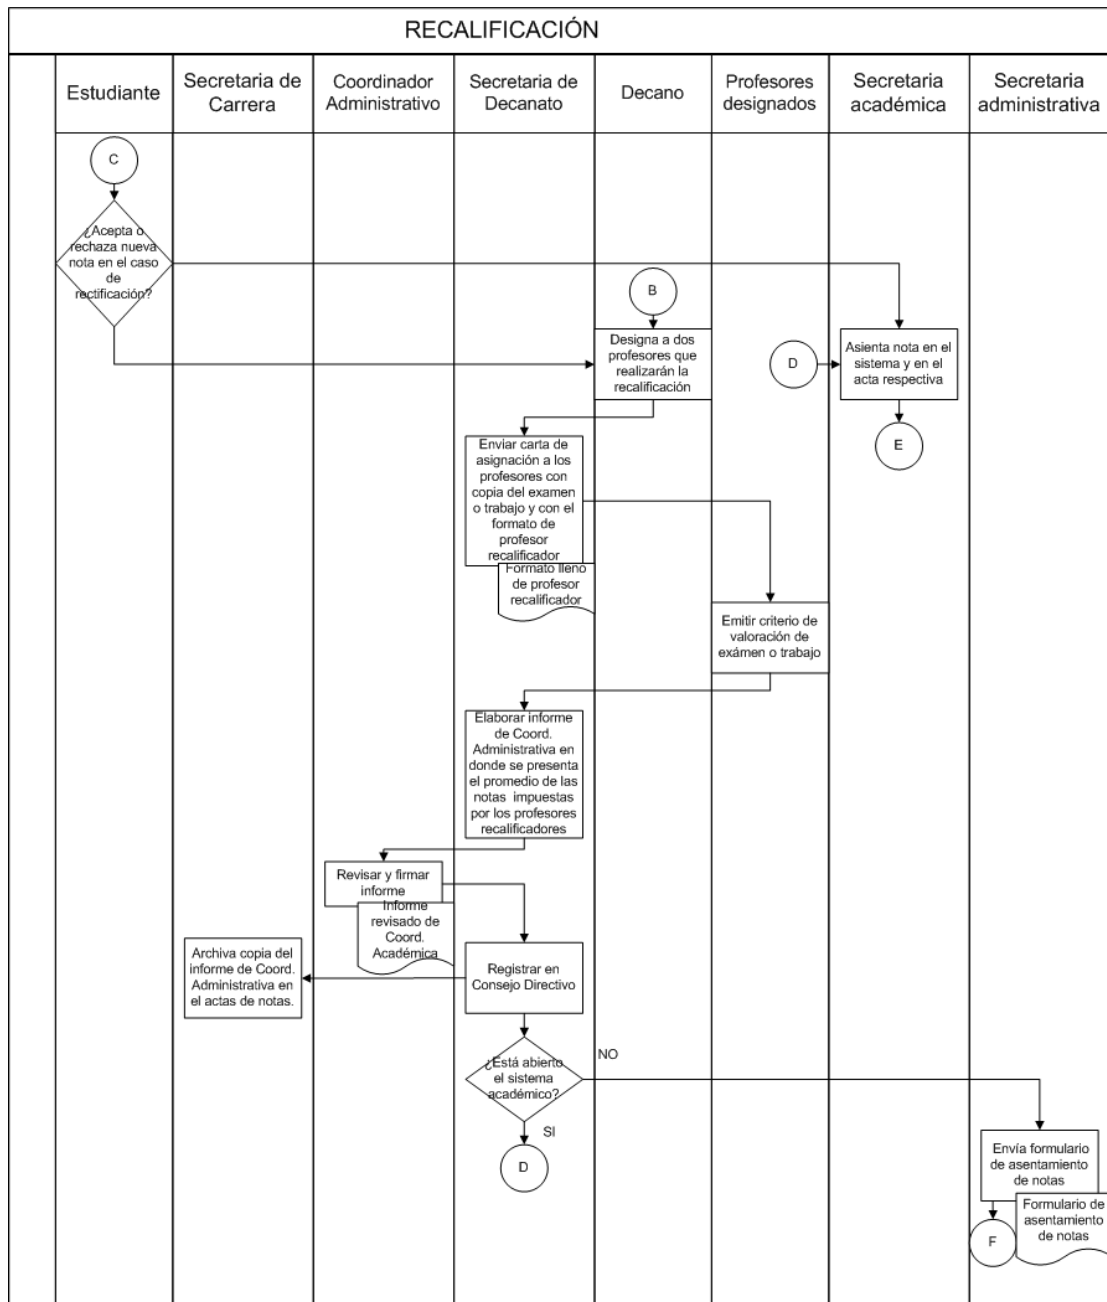 RECALIFICACIÓN
Estudiante
Secretaria de
Carrera
Coordinador
Administrativo
Secretaria de
Decanato
Decano
Profesores
designados
Secretaria
académica
Secretaria
administrativa
C
¿Acepta o
rechaza nueva
nota en el caso
de
rectificación?
B
Designa a dos
profesores que
realizarán la
recalificación
D
Asienta nota en el
sistema y en el
acta respectiva
E
Enviar carta de
asignación a los
profesores con
copia del examen
o trabajo y con el
formato de
profesor
recalificador
Formato lleno
de profesor
recalificador
Emitir criterio de
valoración de
exámen o trabajo
Elaborar informe
de Coord.
Administrativa en
donde se presenta
el promedio de las
notas impuestas
por los profesores
recalificadores
Revisar y firmar
informe
Informe
revisado de
Coord.
Académica
Archiva copia del
informe de Coord.
Administrativa en
el actas de notas.
Registrar en
Consejo Directivo
¿Está abierto
el sistema
académico?
NO
SI
D
Envía formulario
de asentamiento
de notas
Formulario de
asentamiento
de notas
F